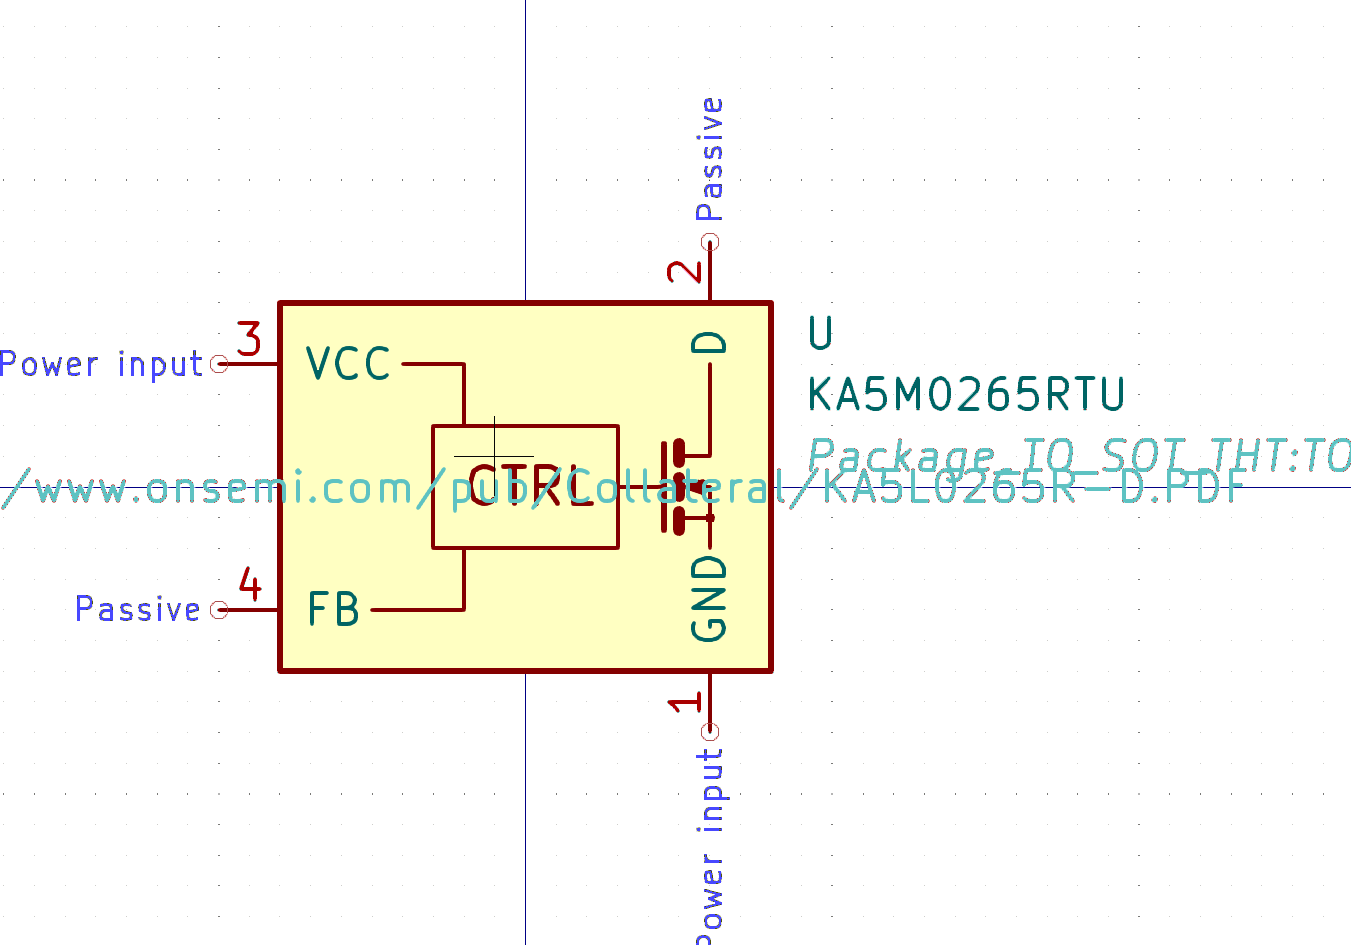 Passive
2
U
3
VCC
D
Power input
KA5M0265RTU
Package_TO_SOT_THT:TO
/www.onsemi.com/pub/Collateral/KA5L0265R-D.PDF
CTRL
4
FB
GND
Passive
1
Power input